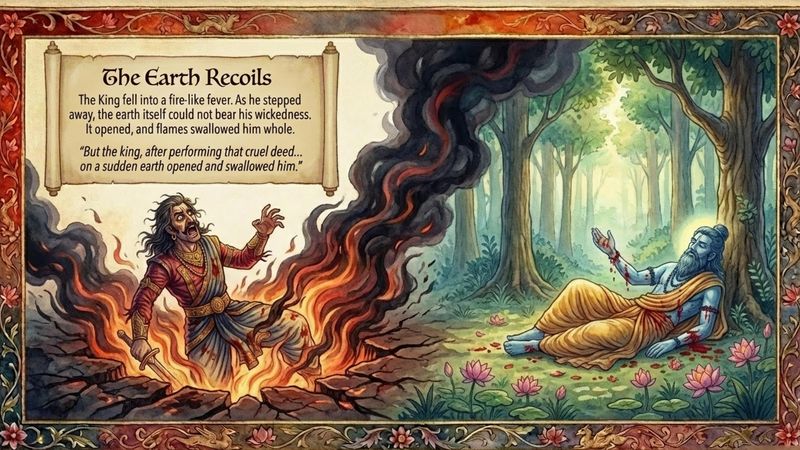 The Earth Recoils
The King fell into a fire-like fever. As he stepped
away, the earth itself could not bear his wickedness.
It opened, and flames swallowed him whole.
“But the king, after performing that cruel deed...
on a sudden earth opened and swallowed him.”